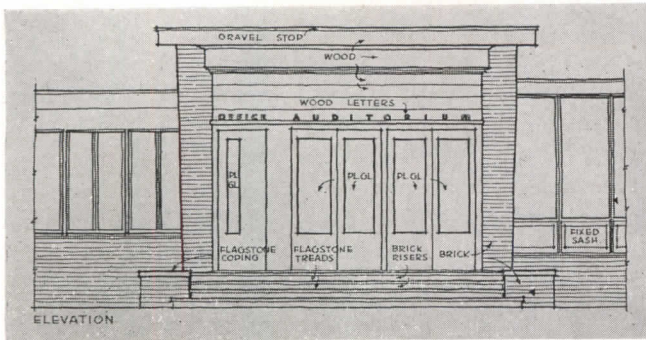 GRAVEL STOP
WOOD
WOOD LETTERS
OFFICE AUDITORIUM
PL
GL
PL.GL
PL.GL
FIXED
SASH
FLAGSTONE
COPING
FLAGSTONE
TREADS
BRICK
RISERS
BRICK
ELEVATION